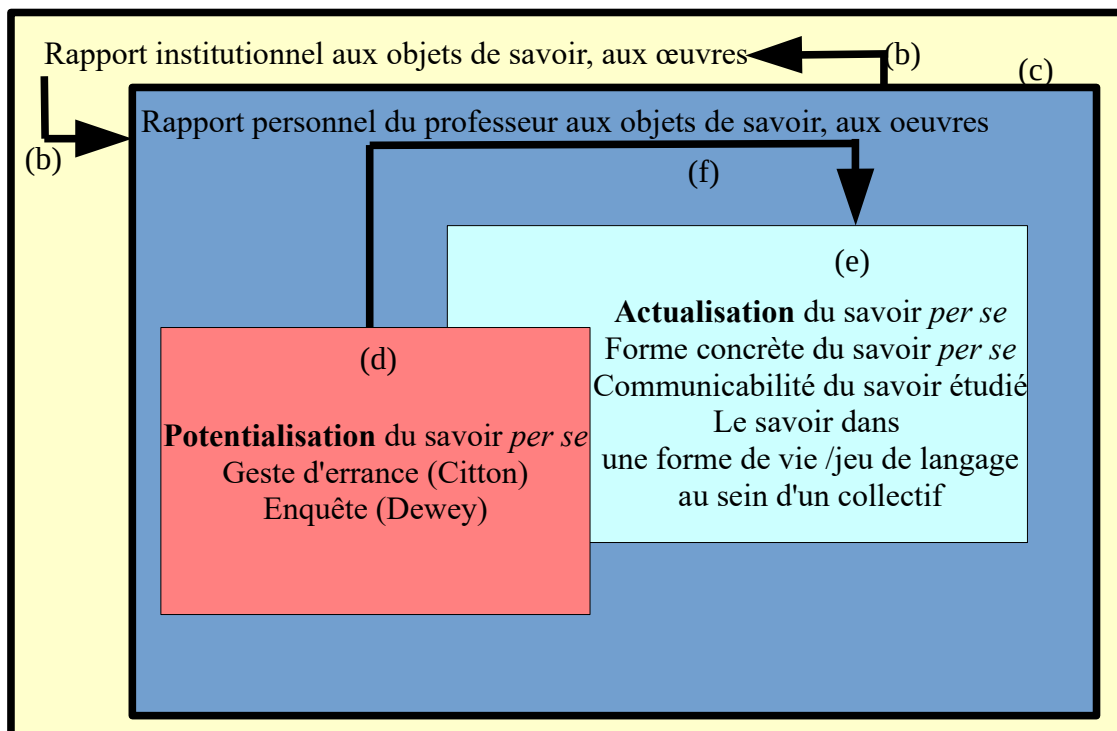 Rapport institutionnel aux objets de savoir, aux œuvres
(b)
(c)
Rapport personnel du professeur aux objets de savoir, aux oeuvres
(b)
(f)
(e)
Actualisation du savoir per se
Forme concrète du savoir per se
Communicabilité du savoir étudié
Le savoir dans
une forme de vie /jeu de langage
au sein d'un collectif
(d)
Potentialisation du savoir per se
Geste d'errance (Citton)
Enquête (Dewey)